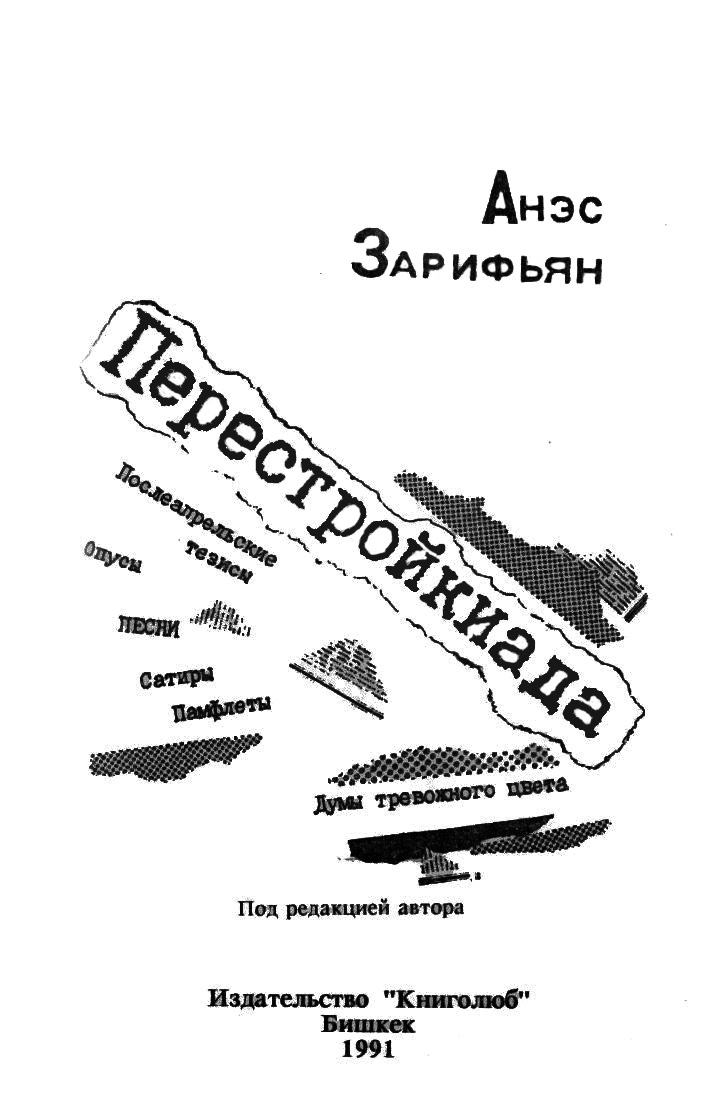 Анэс
Зарифьян
Перестройкиада
Послеапрельские
тезисы
Опусы
ПЕСНИ
Сатиры
Памфлеты
Думы тревожного цвета
Под редакцией автора
Издательство "Книголюб"
Бишкек
1991